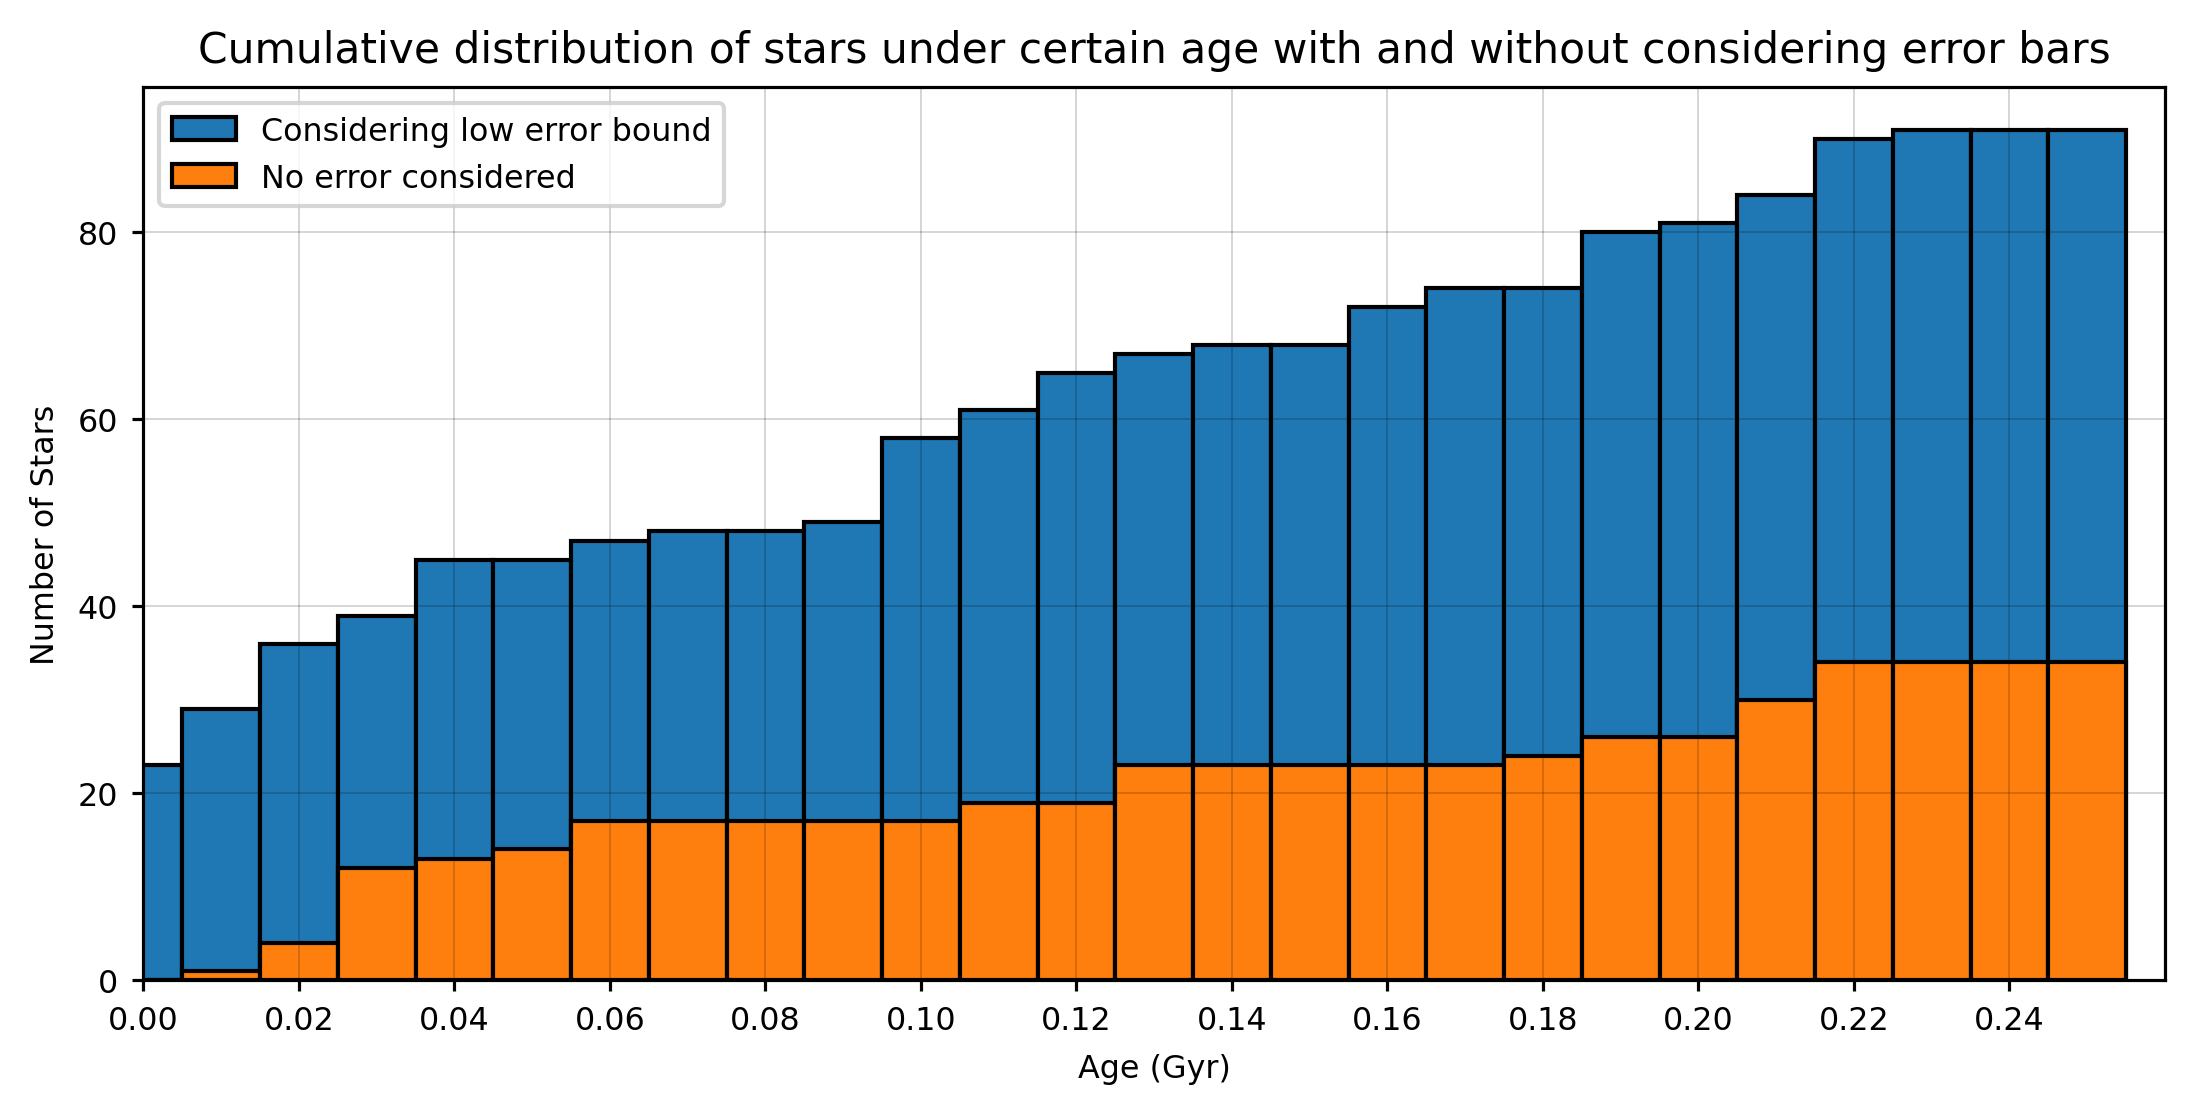 Cumulative distribution of stars under certain age with and without considering error bars
Considering low error bound
No error considered
80
60
40
20
0
Number of Stars
0.00 0.02 0.04 0.06 0.08 0.10 0.12 0.14 0.16 0.18 0.20 0.22 0.24
Age (Gyr)